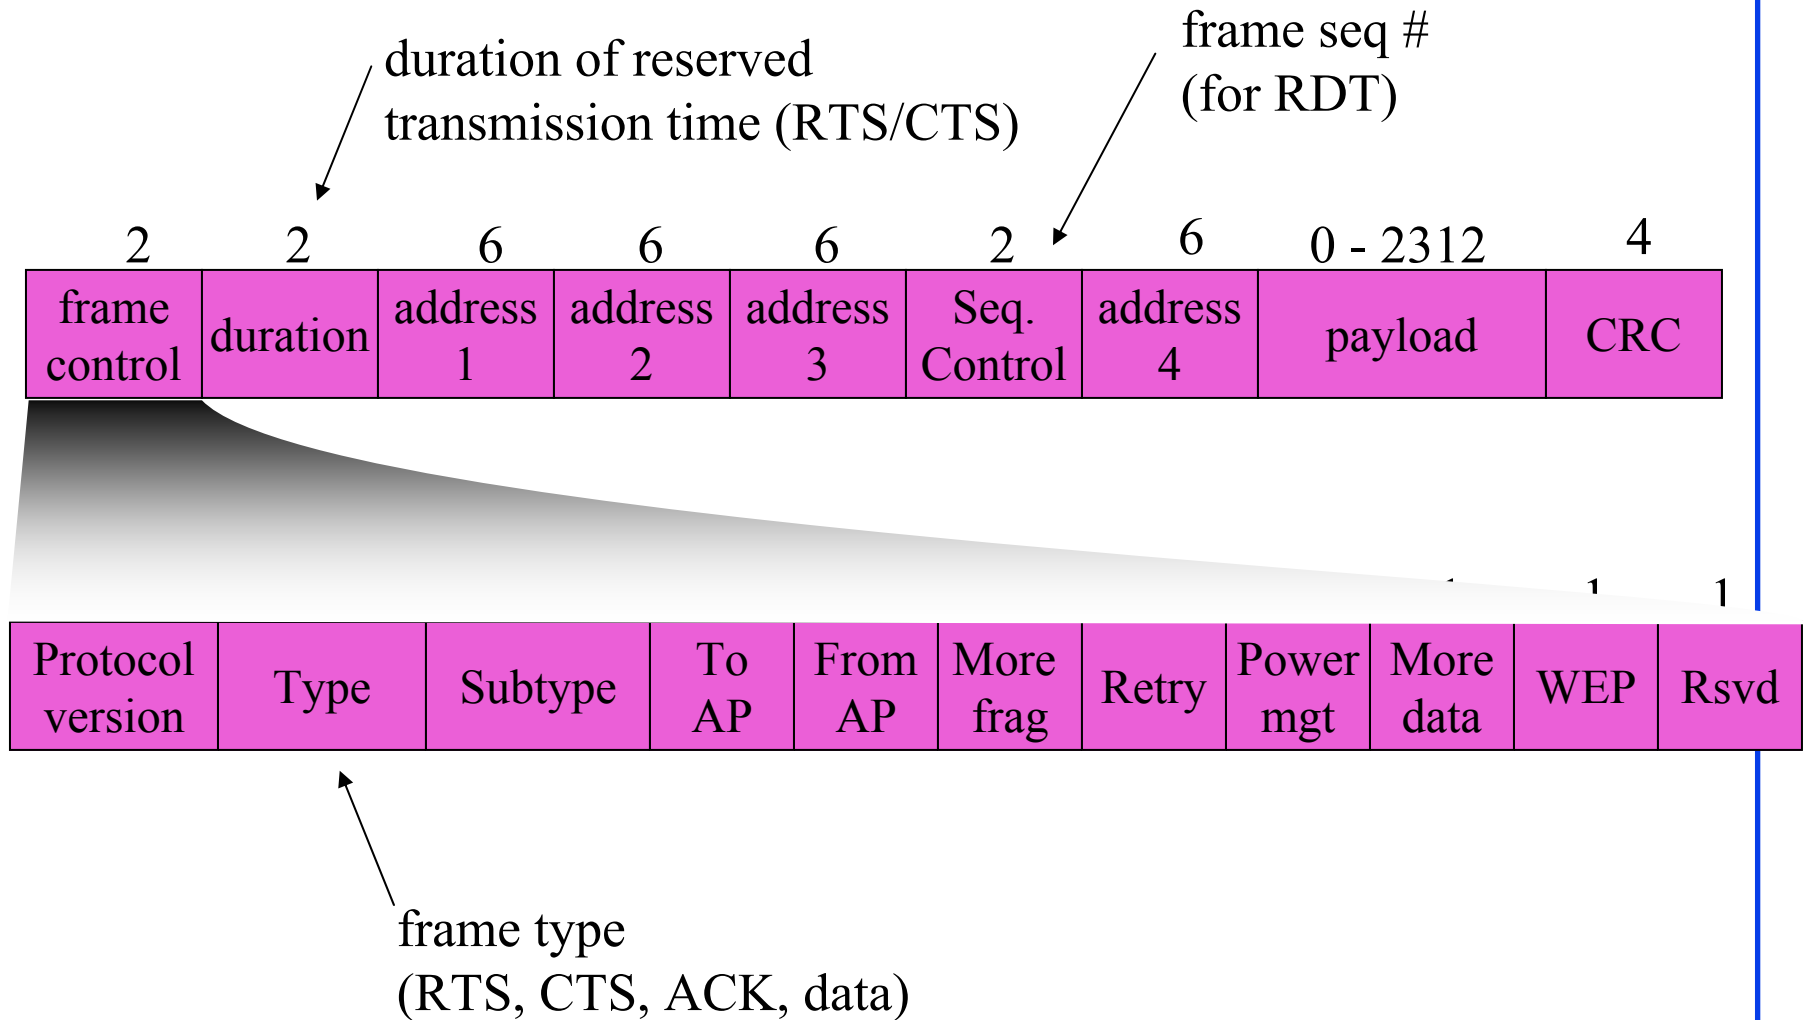 duration of reserved
transmission time (RTS/CTS)
frame seq #
(for RDT)
2 2 6 6 6 2 6 0 - 2312 4
frame
control
duration
address
1
address
2
address
3
Seq.
Control
address
4
payload
CRC
1 1
Protocol
version
Type
Subtype
To
AP
From
AP
More
frag
Retry
Power
mgt
More
data
WEP
Rsvd
frame type
(RTS, CTS, ACK, data)